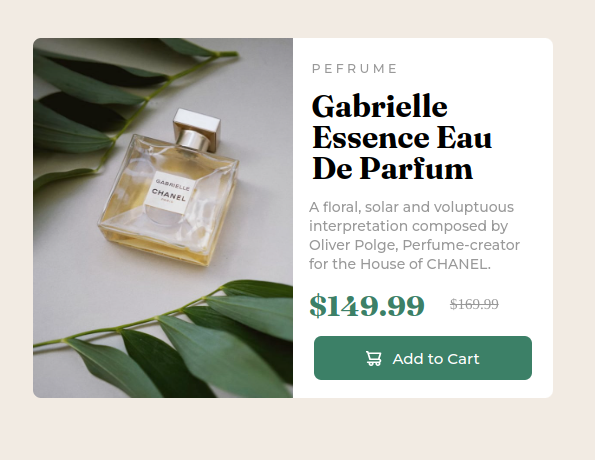 GABRIELLE
CHANEL
PARIS
PEFRUME
Gabrielle
Essence Eau
De Parfum
A floral, solar and voluptuous
interpretation composed by
Oliver Polge, Perfume-creator
for the House of CHANEL.
$149.99 $169.99
Add to Cart